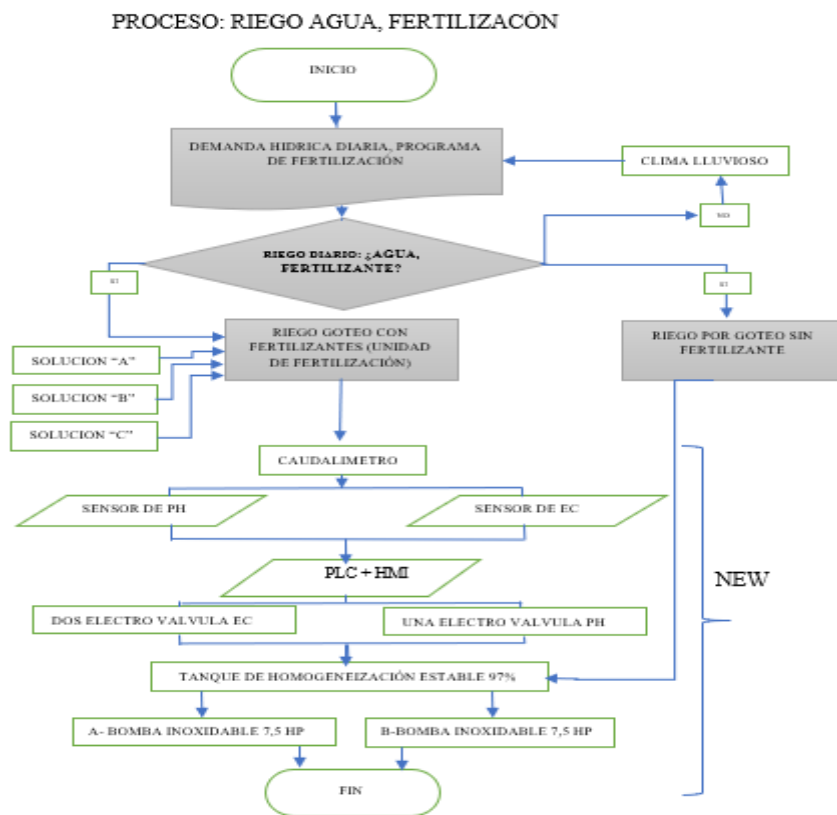 PROCESO: RIEGO AGUA, FERTILIZACÓN
INICIO
DEMANDA HIDRICA DIARIA, PROGRAMA
DE FERTILIZACIÓN
CLIMA LLUVIOSO
NO
RIEGO DIARIO: ¿AGUA,
FERTILIZANTE?
SI
SI
RIEGO GOTEO CON
FERTILIZANTES (UNIDAD
DE FERTILIZACIÓN)
RIEGO POR GOTEO SIN
FERTILIZANTE
SOLUCION “A”
SOLUCION “B”
SOLUCION “C”
CAUDALIMETRO
SENSOR DE PH
SENSOR DE EC
PLC + HMI
NEW
DOS ELECTRO VALVULA EC
UNA ELECTRO VALVULA PH
TANQUE DE HOMOGENEIZACIÓN ESTABLE 97%
A- BOMBA INOXIDABLE 7,5 HP
B-BOMBA INOXIDABLE 7,5 HP
FIN